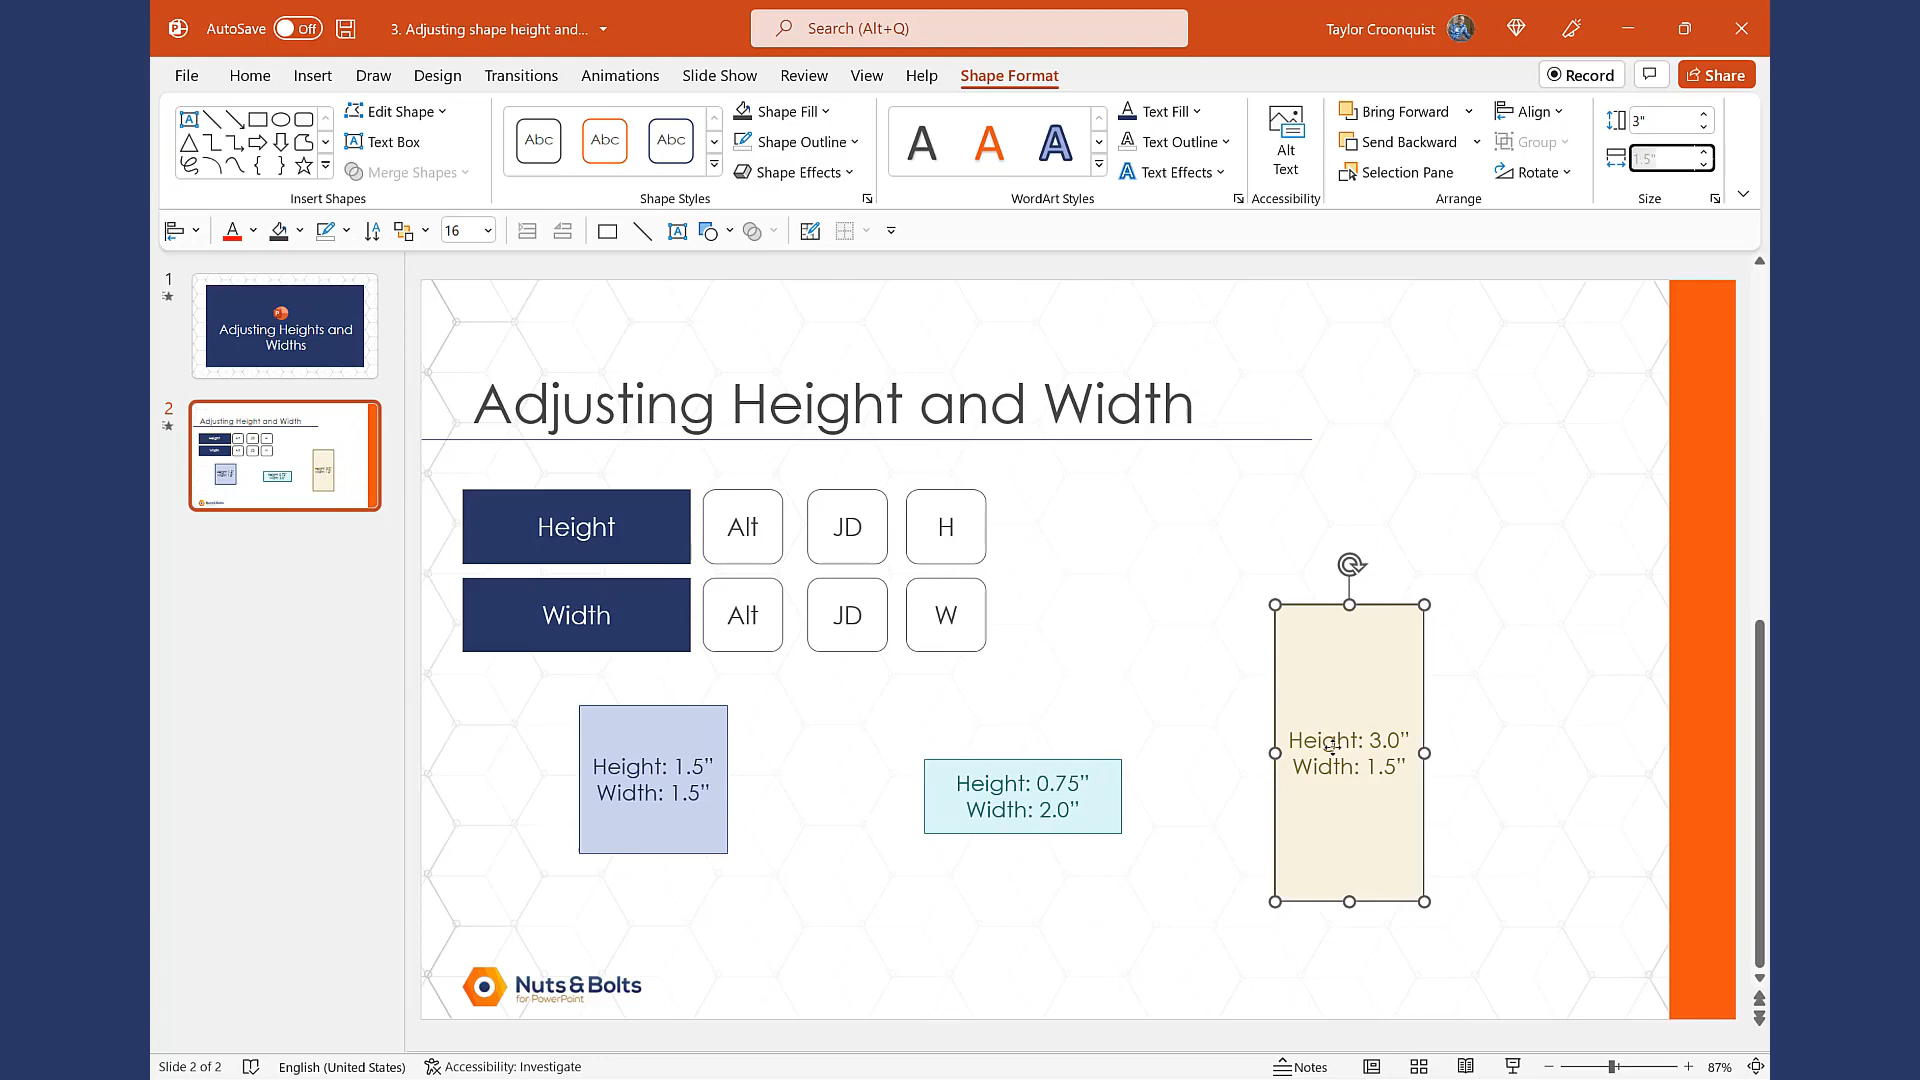 AutoSave Off
3. Adjusting shape height and...
Search (Alt+Q)
Taylor Croonquist
File Home Insert Draw Design Transitions Animations Slide Show Review View Help Shape Format
Record
Share
Edit Shape
Text Box
Merge Shapes
Insert Shapes
Abc Abc Abc
Shape Fill
Shape Outline
Shape Effects
Shape Styles
A A A
Text Fill
Text Outline
Text Effects
WordArt Styles
Alt
Text
Accessibility
Bring Forward
Send Backward
Selection Pane
Align
Group
Rotate
Arrange
3"
1.5"
Size
16
1
Adjusting Heights and
Widths
2
Adjusting Height and Width
Adjusting Height and Width
Height Alt JD H
Width Alt JD W
Height: 1.5”
Width: 1.5”
Height: 0.75”
Width: 2.0”
Height: 3.0”
Width: 1.5”
Nuts & Bolts
for PowerPoint
Slide 2 of 2
English (United States)
Accessibility: Investigate
Notes
87%